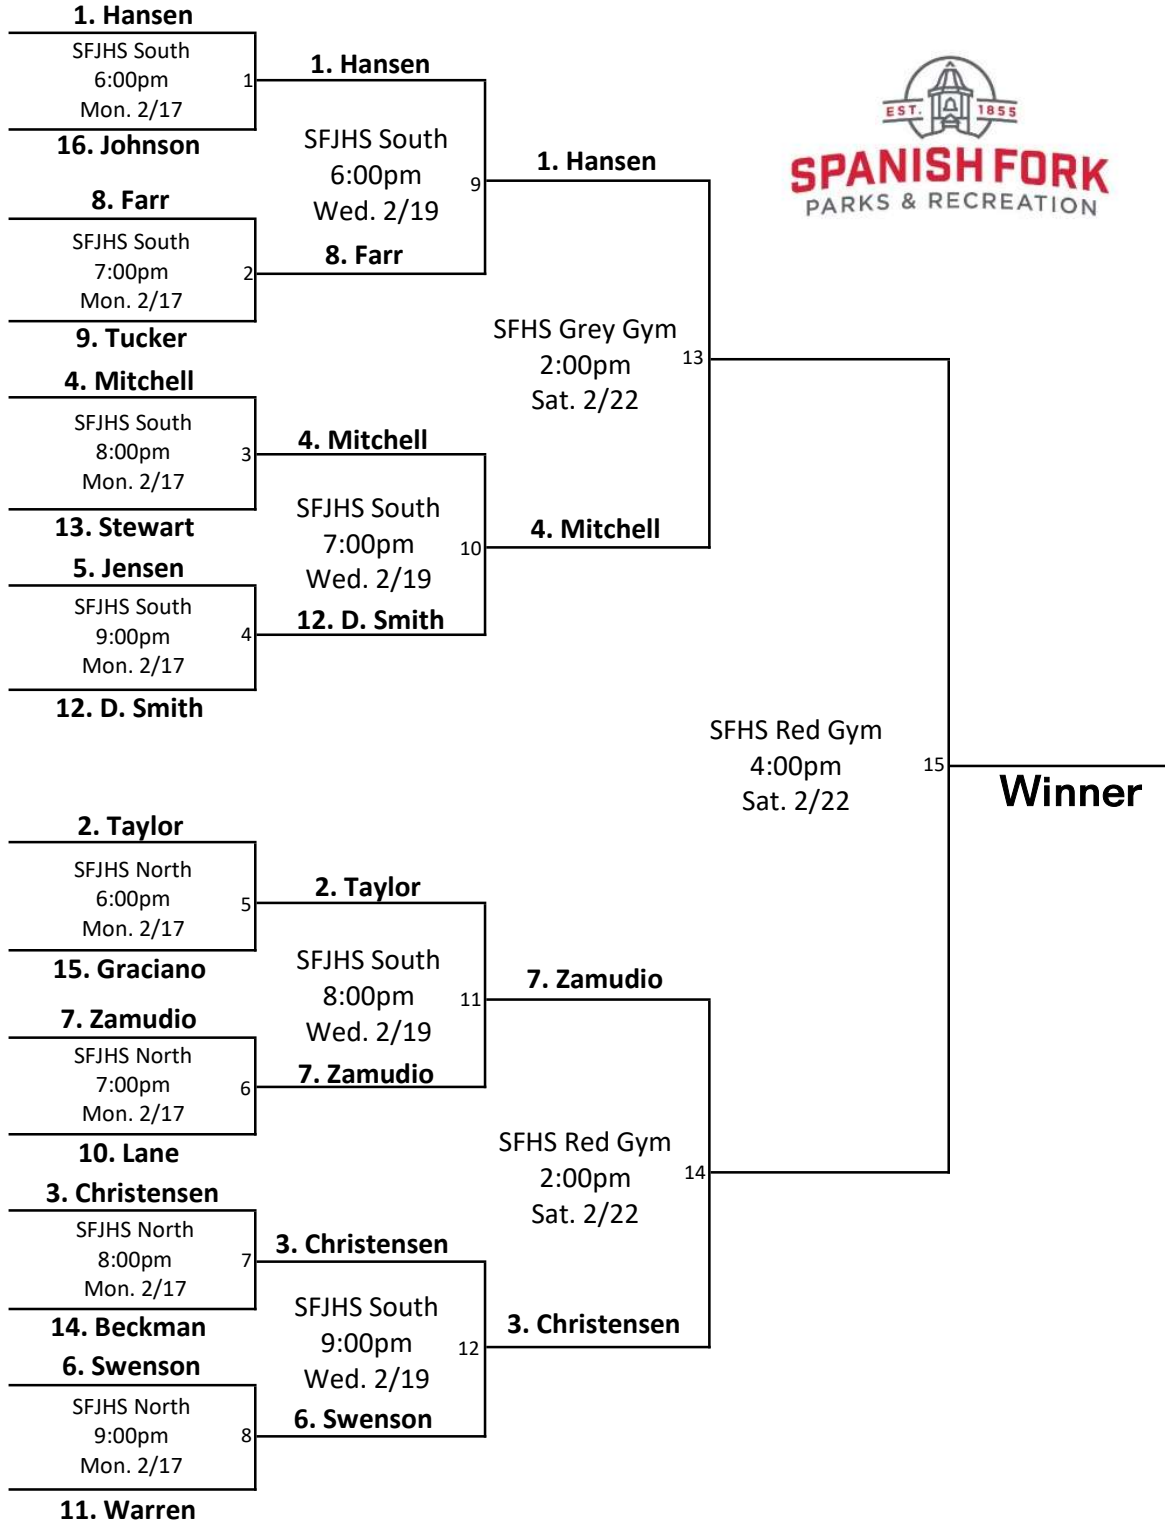 1. Hansen
SFJHS South
6:00pm
1
Mon. 2/17
16. Johnson
8. Farr
SFJHS South
7:00pm
2
Mon. 2/17
9. Tucker
4. Mitchell
SFJHS South
8:00pm
3
Mon. 2/17
13. Stewart
5. Jensen
SFJHS South
9:00pm
4
Mon. 2/17
12. D. Smith
2. Taylor
SFJHS North
6:00pm
5
Mon. 2/17
15. Graciano
7. Zamudio
SFJHS North
7:00pm
6
Mon. 2/17
10. Lane
3. Christensen
SFJHS North
8:00pm
7
Mon. 2/17
14. Beckman
6. Swenson
SFJHS North
9:00pm
8
Mon. 2/17
11. Warren
1. Hansen
SFJHS South
6:00pm
9
Wed. 2/19
8. Farr
4. Mitchell
SFJHS South
7:00pm
10
Wed. 2/19
12. D. Smith
2. Taylor
SFJHS South
8:00pm
11
Wed. 2/19
7. Zamudio
3. Christensen
SFJHS South
9:00pm
12
Wed. 2/19
6. Swenson
1. Hansen
SFHS Grey Gym
2:00pm
13
Sat. 2/22
4. Mitchell
7. Zamudio
SFHS Red Gym
2:00pm
14
Sat. 2/22
3. Christensen
SFHS Red Gym
4:00pm
15
Sat. 2/22
Winner
EST. 1855
SPANISH FORK
PARKS & RECREATION